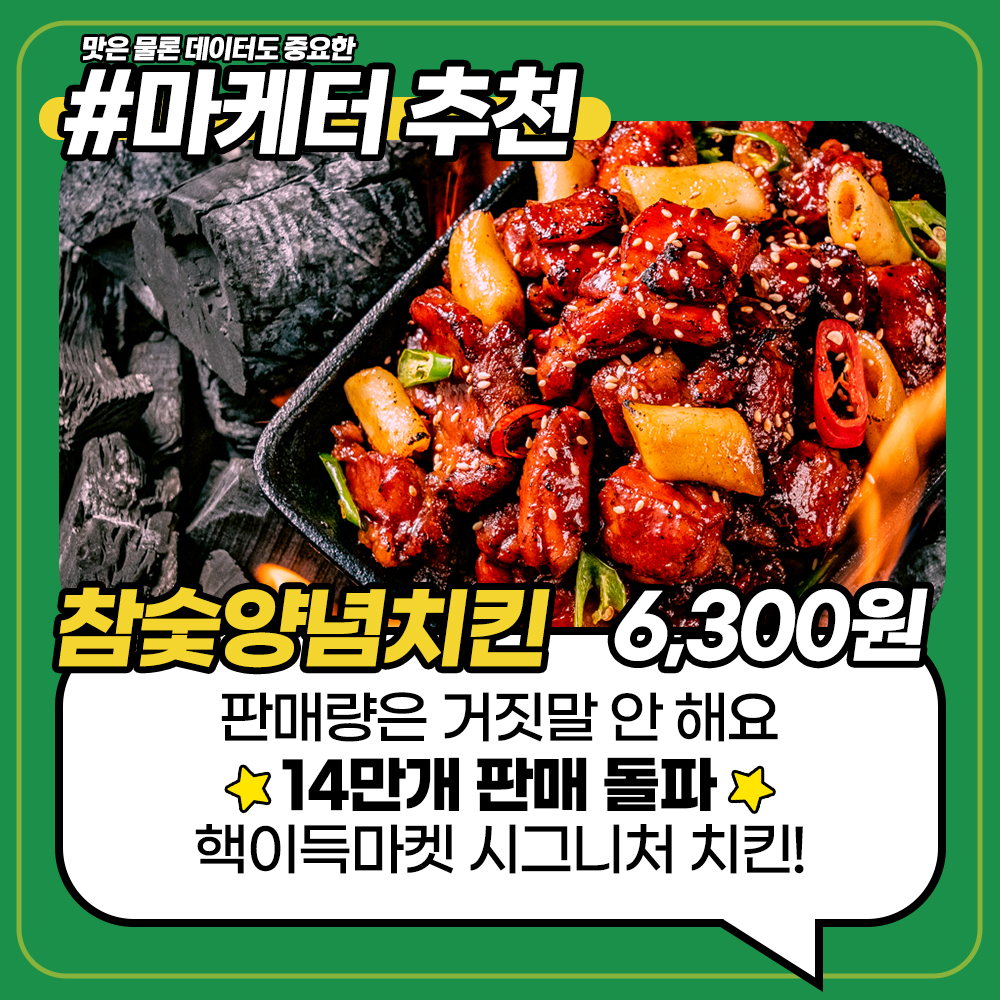 맛은 물론 데이터도 중요한
#마케터 추천
참숯양념치킨 6,300원
판매량은 거짓말 안 해요
14만개 판매 돌파
핵이득마켓 시그니처 치킨!